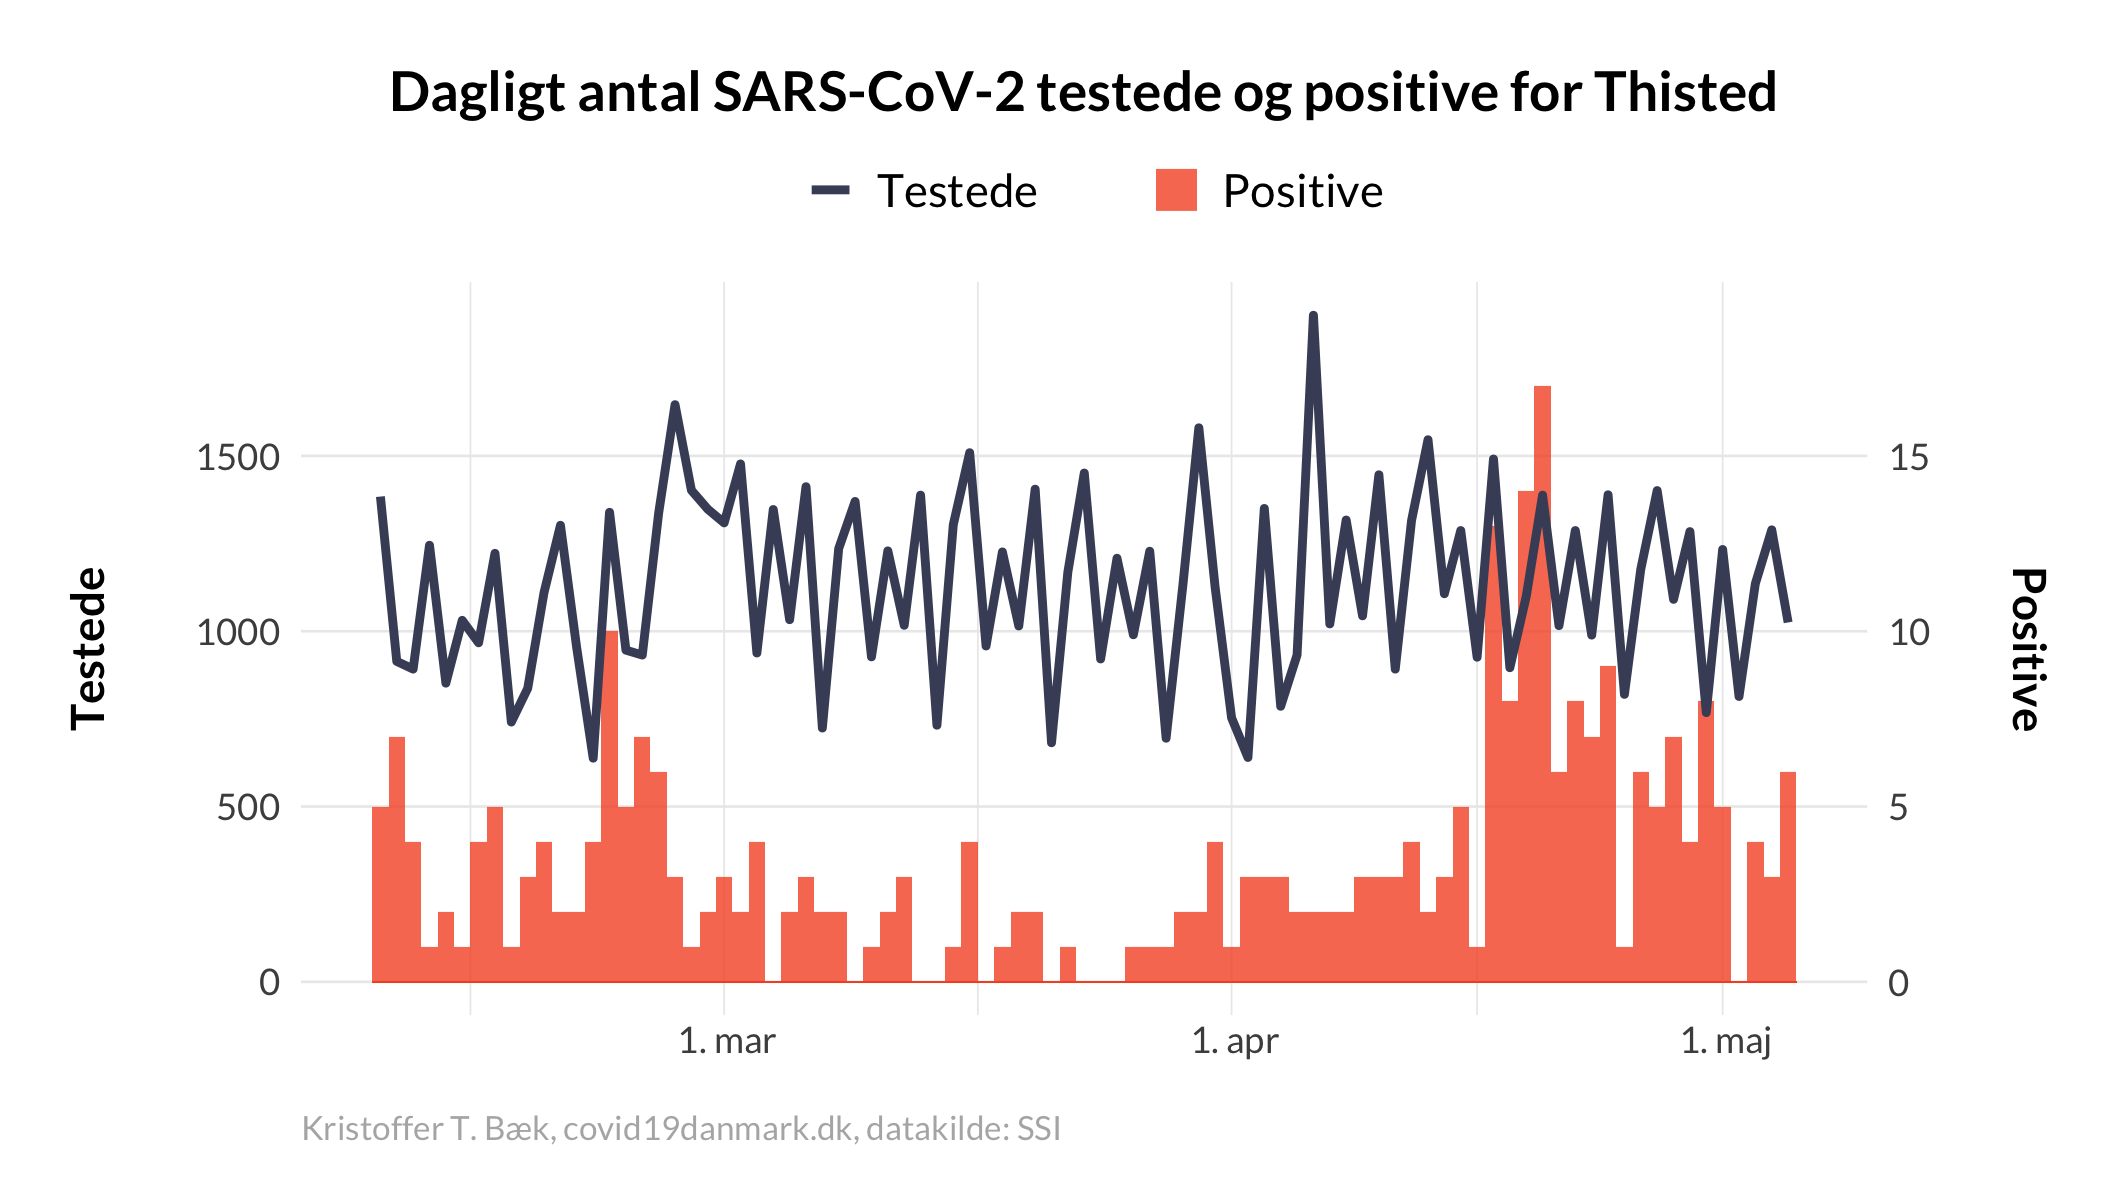 Dagligt antal SARS-CoV-2 testede og positive for Thisted
Testede Positive
Testede
1500
1000
500
0
15
10
5
0
Positive
1. mar 1. apr 1. maj
Kristoffer T. Bæk, covid19danmark.dk, datakilde: SSI